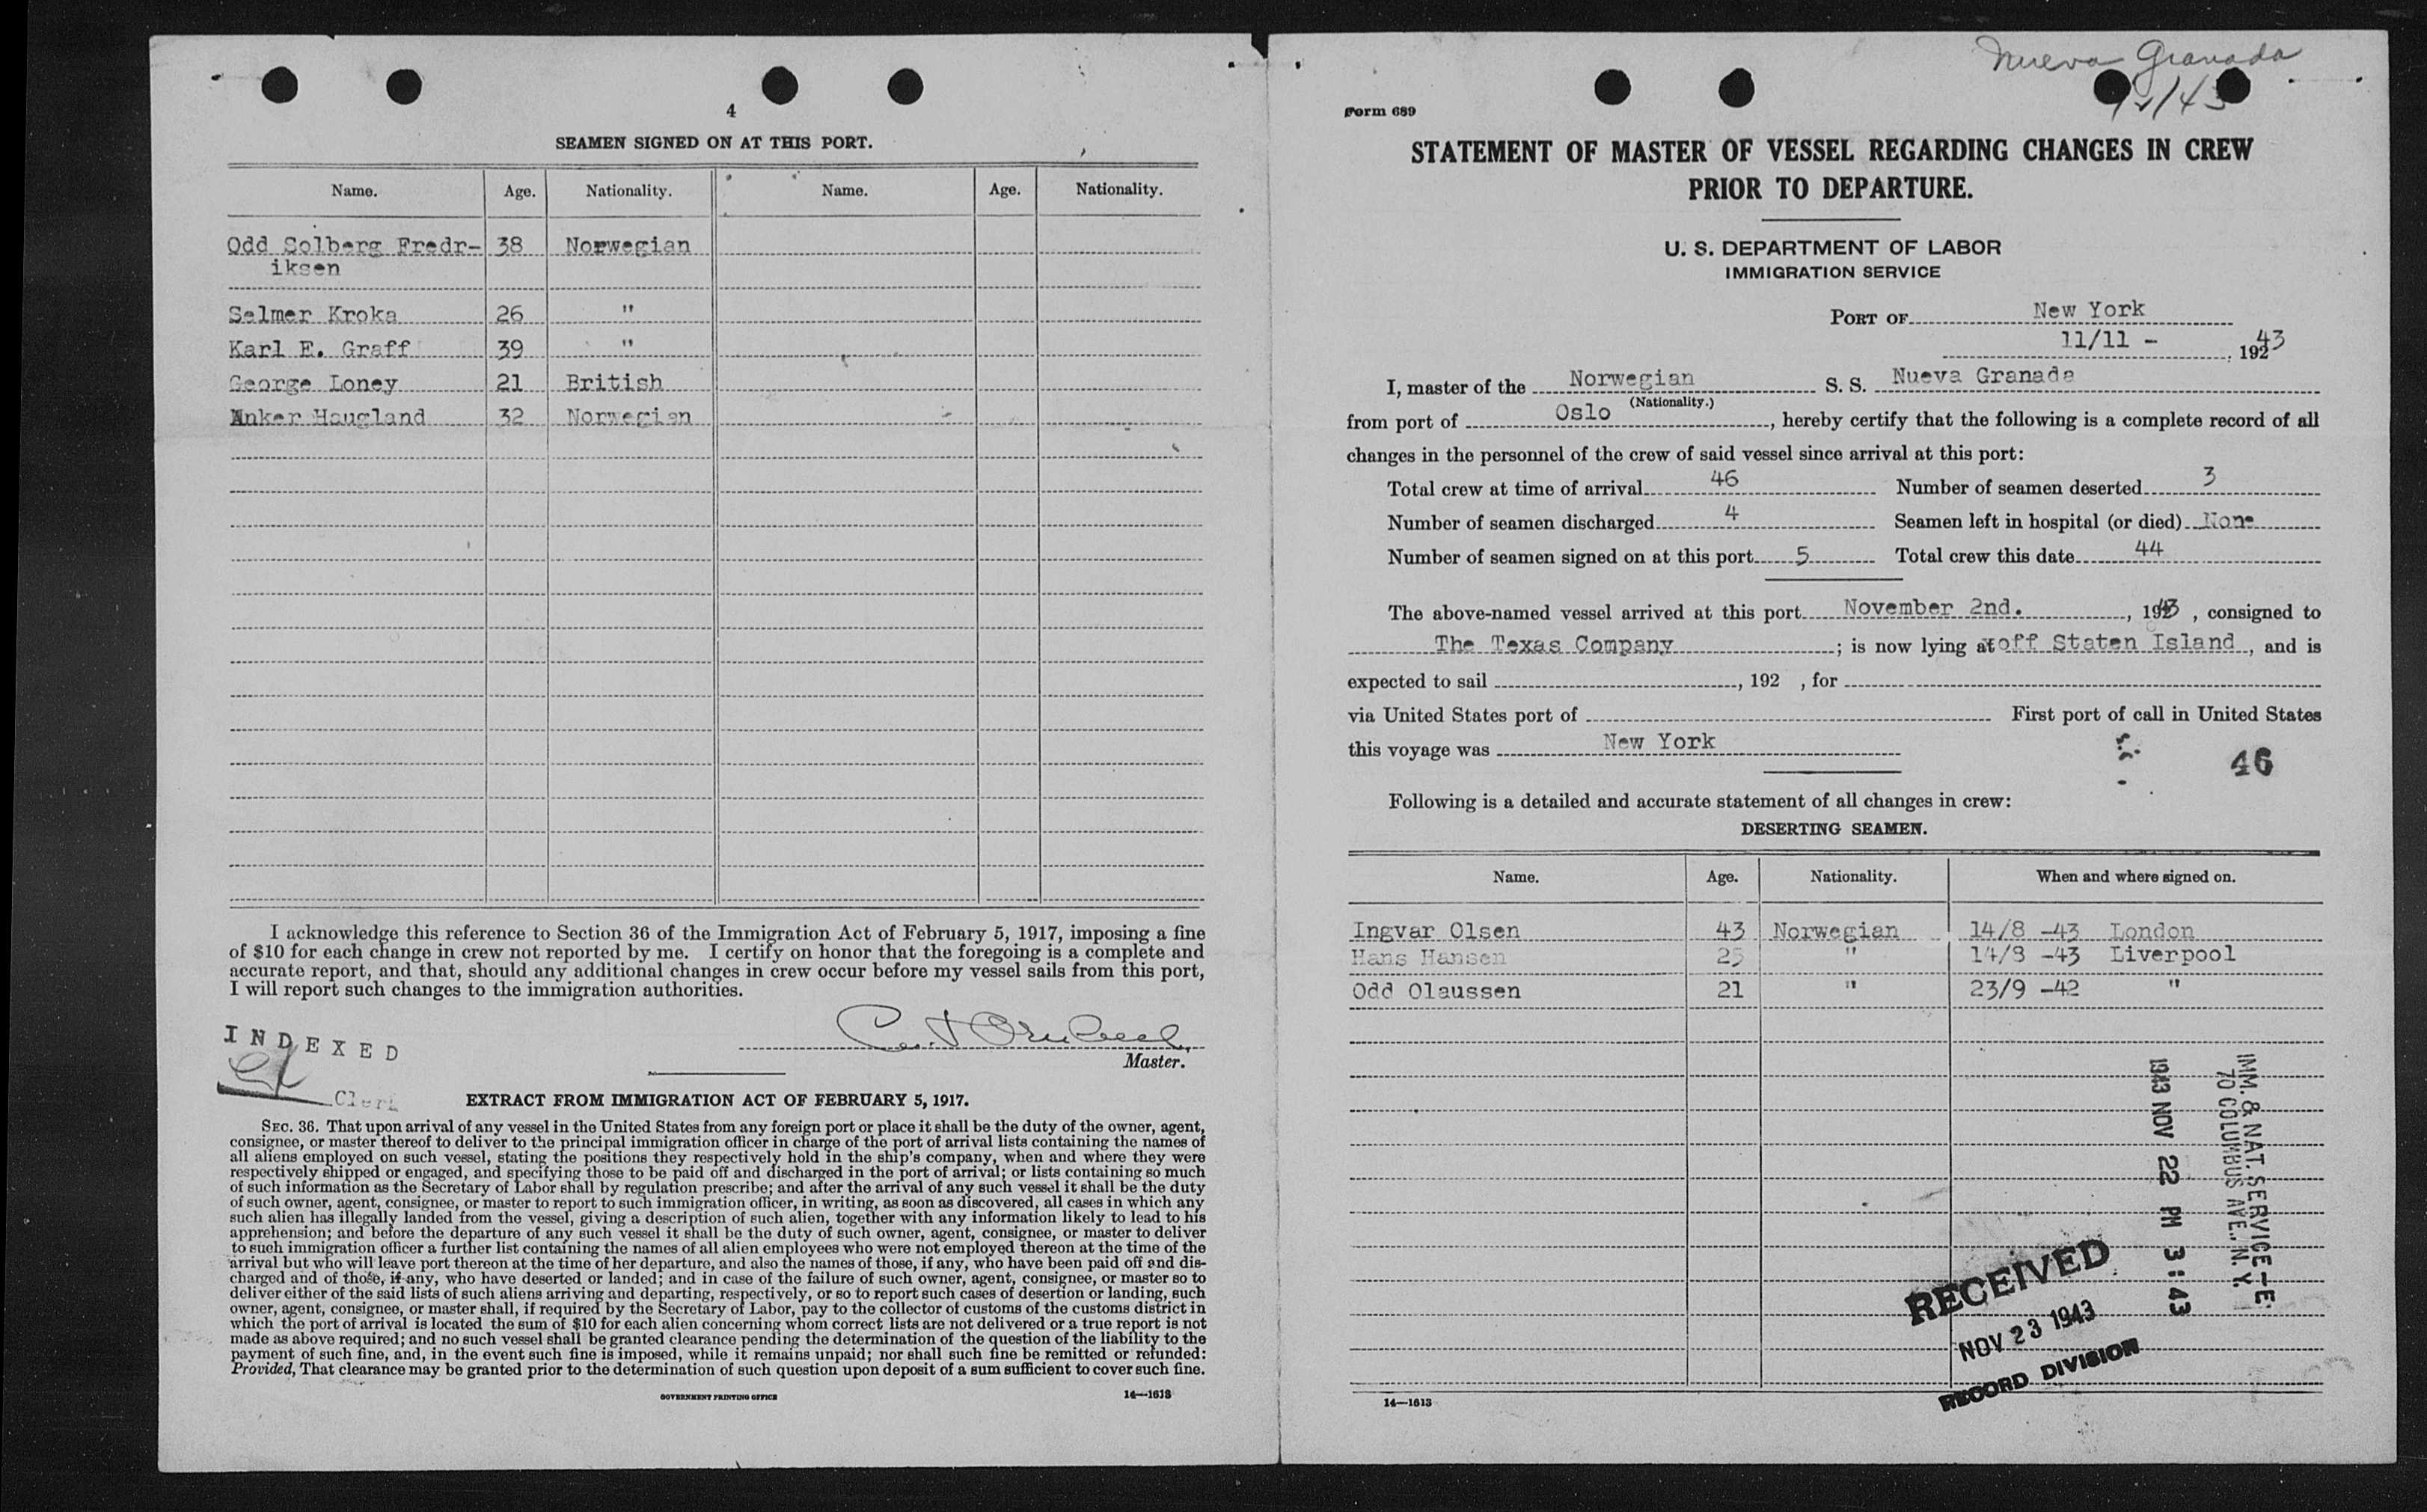 4
SEAMEN SIGNED ON AT THIS PORT.
Name. Age. Nationality. Name. Age. Nationality.
Odd Solberg Fredr- 38 Norwegian
iksen
Selmer Kroka 26 "
Karl E. Graff 39 "
George Loney 21 British
Anker Haugland 32 Norwegian
I acknowledge this reference to Section 36 of the Immigration Act of February 5, 1917, imposing a fine
of $10 for each change in crew not reported by me. I certify on honor that the foregoing is a complete and
accurate report, and that, should any additional changes in crew occur before my vessel sails from this port,
I will report such changes to the immigration authorities.
INDEXED
Master.
Clerk
EXTRACT FROM IMMIGRATION ACT OF FEBRUARY 5, 1917.
SEC. 36. That upon arrival of any vessel in the United States from any foreign port or place it shall be the duty of the owner, agent,
consignee, or master thereof to deliver to the principal immigration officer in charge of the port of arrival lists containing the names of
all aliens employed on such vessel, stating the positions they respectively hold in the ship's company, when and where they were
respectively shipped or engaged, and specifying those to be paid off and discharged in the port of arrival; or lists containing so much
of such information as the Secretary of Labor shall by regulation prescribe; and after the arrival of any such vessel it shall be the duty
of such owner, agent, consignee, or master to report to such immigration officer, in writing, as soon as discovered, all cases in which any
such alien has illegally landed from the vessel, giving a description of such alien, together with any information likely to lead to his
apprehension; and before the departure of any such vessel it shall be the duty of such owner, agent, consignee, or master to deliver
to such immigration officer a further list containing the names of all alien employees who were not employed thereon at the time of the
arrival but who will leave port thereon at the time of her departure, and also the names of those, if any, who have been paid off and dis-
charged and of those, if any, who have deserted or landed; and in case of the failure of such owner, agent, consignee, or master so to
deliver either of the said lists of such aliens arriving and departing, respectively, or so to report such cases of desertion or landing, such
owner, agent, consignee, or master shall, if required by the Secretary of Labor, pay to the collector of customs of the customs district in
which the port of arrival is located the sum of $10 for each alien concerning whom correct lists are not delivered or a true report is not
made as above required; and no such vessel shall be granted clearance pending the determination of the question of the liability to the
payment of such fine, and, in the event such fine is imposed, while it remains unpaid; nor shall such fine be remitted or refunded:
Provided, That clearance may be granted prior to the determination of such question upon deposit of a sum sufficient to cover such fine.
GOVERNMENT PRINTING OFFICE 14—1613
Nueva Granada
Form 689
STATEMENT OF MASTER OF VESSEL REGARDING CHANGES IN CREW
PRIOR TO DEPARTURE.
U. S. DEPARTMENT OF LABOR
IMMIGRATION SERVICE
PORT OF New York
11/11 - , 19243
I, master of the Norwegian S. S. Nueva Granada
(Nationality.)
from port of Oslo, hereby certify that the following is a complete record of all
changes in the personnel of the crew of said vessel since arrival at this port:
Total crew at time of arrival 46 Number of seamen deserted 3
Number of seamen discharged 4 Seamen left in hospital (or died) None
Number of seamen signed on at this port 5 Total crew this date 44
The above-named vessel arrived at this port November 2nd. , 1943 , consigned to
The Texas Company ; is now lying at off Staten Island , and is
expected to sail , 192 , for
via United States port of First port of call in United States
this voyage was New York
46
Following is a detailed and accurate statement of all changes in crew:
DESERTING SEAMEN.
Name. Age. Nationality. When and where signed on.
Ingvar Olsen 43 Norwegian 14/8 -43 London
Hans Hansen 25 " 14/8 -43 Liverpool
Odd Olaussen 21 " 23/9 -42 "
IMM. & NAT. SERVICE-E
70 COLUMBUS AVE., N. Y.
1943 NOV 22 PM 3:43
RECEIVED
NOV 23 1943
RECORD DIVISION
14—1613